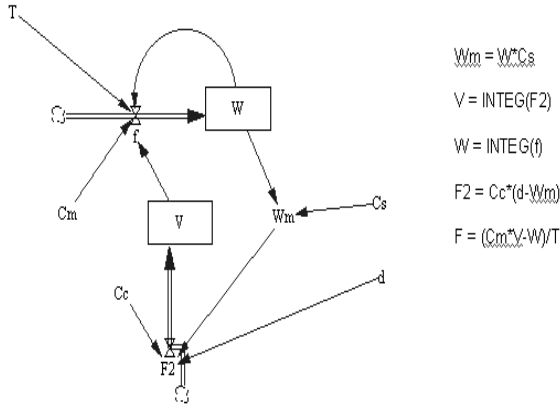 T
W
f
Cm
V
Wm
Cs
Cc
d
F2
Wm = W*Cs
V = INTEG(F2)
W = INTEG(f)
F2 = Cc*(d-Wm)
F = (Cm*V-W)/T